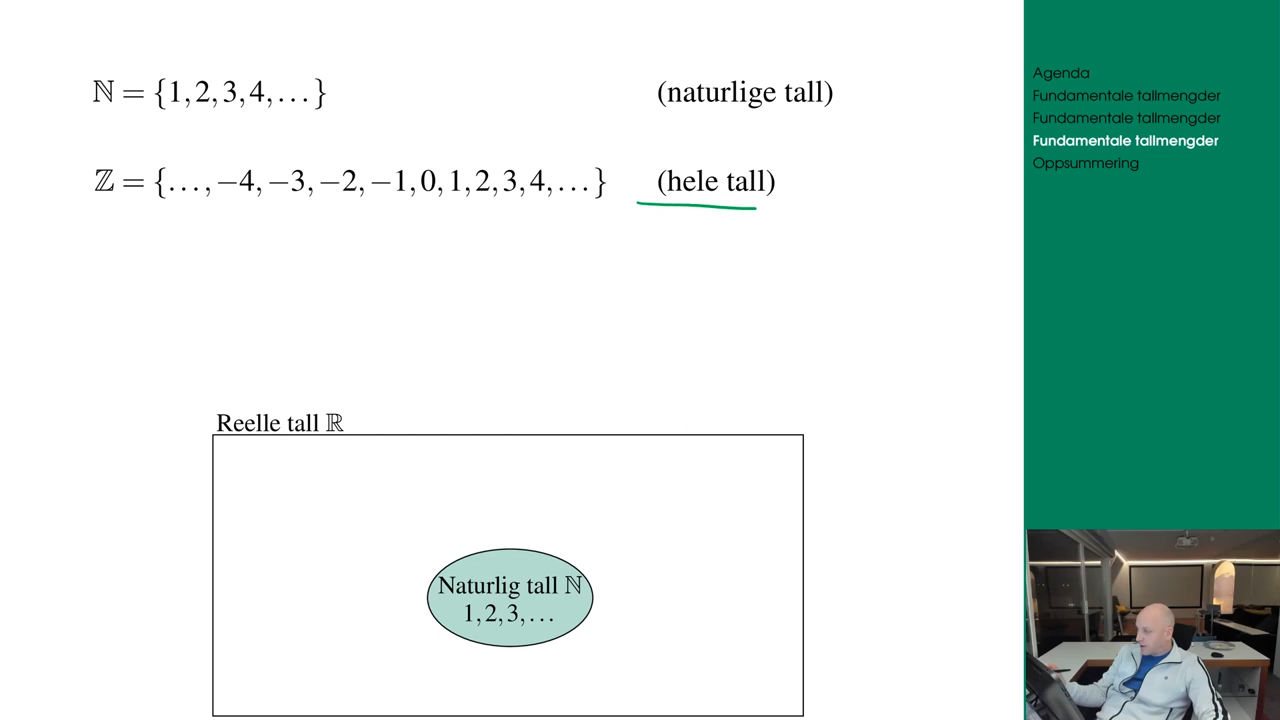 ℕ = {1, 2, 3, 4, …} (naturlige tall)
ℤ = {…, −4, −3, −2, −1, 0, 1, 2, 3, 4, …} (hele tall)
Reelle tall ℝ
Naturlig tall ℕ
1, 2, 3, …
Agenda
Fundamentale tallmengder
Fundamentale tallmengder
Fundamentale tallmengder
Oppsummering